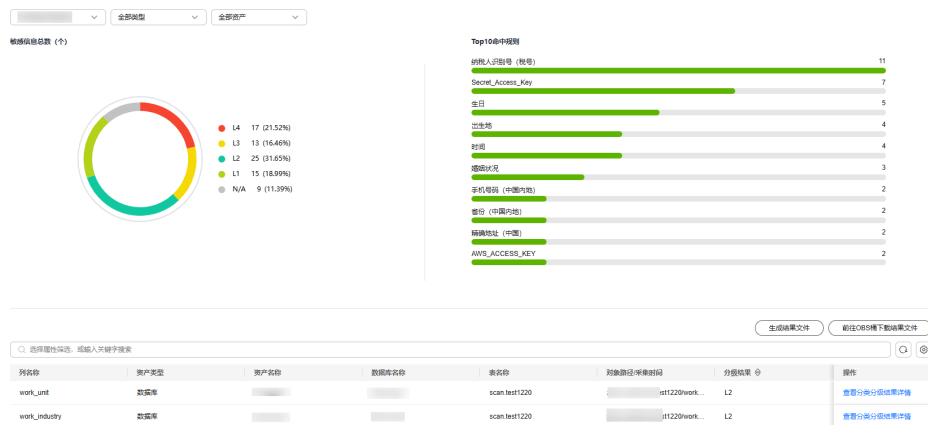 全部类型
全部资产
敏感信息总数（个）
L4 17 (21.52%)
L3 13 (16.46%)
L2 25 (31.65%)
L1 15 (18.99%)
N/A 9 (11.39%)
Top10命中规则
纳税人识别号（税号） 11
Secret_Access_Key 7
生日 5
出生地 4
时间 4
婚姻状况 3
手机号码（中国内地） 2
省份（中国内地） 2
精确地址（中国） 2
AWS_ACCESS_KEY 2
生成结果文件 前往OBS桶下载结果文件
选择属性筛选，或输入关键字搜索
列名称 资产类型 资产名称 数据库名称 表名称 对象路径/采集时间 分级结果 操作
work_unit 数据库 scan.test1220 est1220/work... L2 查看分类分级结果详情
work_industry 数据库 scan.test1220 st1220/work... L2 查看分类分级结果详情